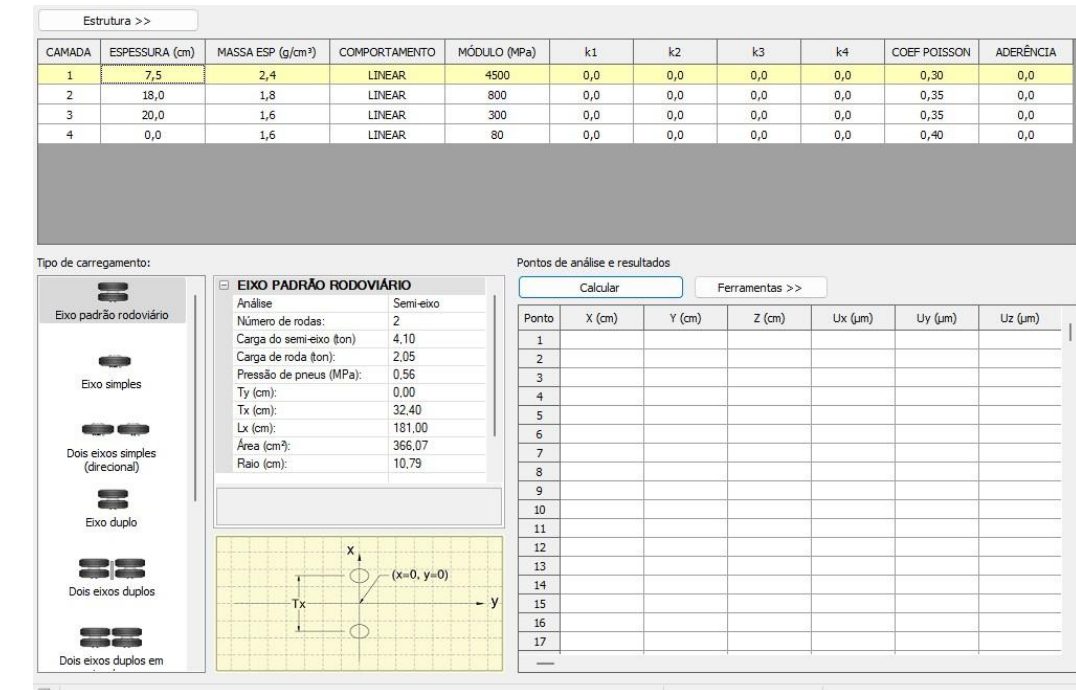 Estrutura >>
CAMADA ESPESSURA (cm) MASSA ESP (g/cm³) COMPORTAMENTO MÓDULO (MPa) k1 k2 k3 k4 COEF POISSON ADERÊNCIA
1 7,5 2,4 LINEAR 4500 0,0 0,0 0,0 0,0 0,30 0,0
2 18,0 1,8 LINEAR 800 0,0 0,0 0,0 0,0 0,35 0,0
3 20,0 1,6 LINEAR 300 0,0 0,0 0,0 0,0 0,35 0,0
4 0,0 1,6 LINEAR 80 0,0 0,0 0,0 0,0 0,40 0,0
Tipo de carregamento:
Eixo padrão rodoviário
Eixo simples
Dois eixos simples
(direcional)
Eixo duplo
Dois eixos duplos
Dois eixos duplos em
EIXO PADRÃO RODOVIÁRIO
Análise Semi-eixo
Número de rodas: 2
Carga do semi-eixo (ton) 4,10
Carga de roda (ton): 2,05
Pressão de pneus (MPa): 0,56
Ty (cm): 0,00
Tx (cm): 32,40
Lx (cm): 181,00
Área (cm²): 366,07
Raio (cm): 10,79
x
(x=0, y=0)
Tx
y
Pontos de análise e resultados
Calcular Ferramentas >>
Ponto X (cm) Y (cm) Z (cm) Ux (µm) Uy (µm) Uz (µm)
1
2
3
4
5
6
7
8
9
10
11
12
13
14
15
16
17